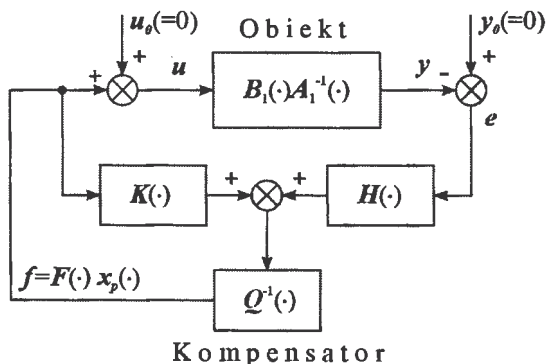 u₀(=0)
Obiekt
y₀(=0)
+
+
u
B₁(·)A₁⁻¹(·)
y
-
+
e
K(·)
+
+
H(·)
f=F(·) xₚ(·)
Q⁻¹(·)
Kompensator